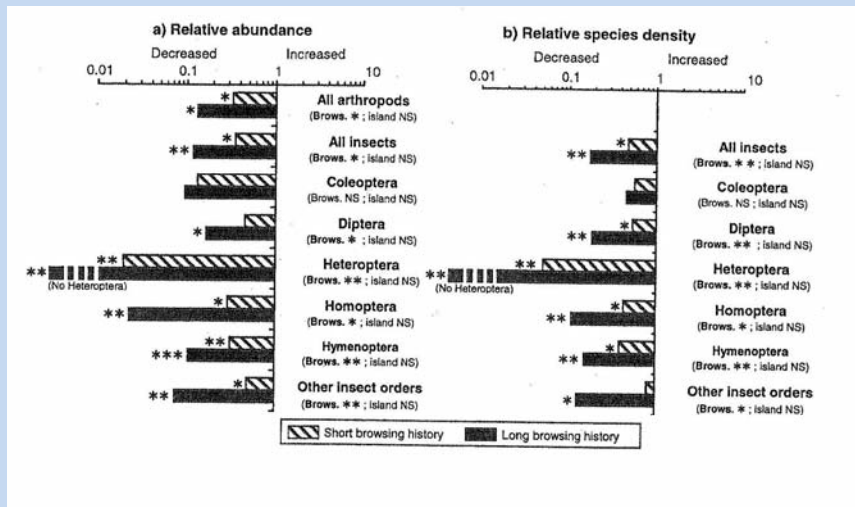 a) Relative abundance
Decreased Increased
0.01 0.1 1 10
* All arthropods
* (Brows. * ; island NS)
* All insects
** (Brows. * ; island NS)
Coleoptera
(Brows. NS ; island NS)
Diptera
* (Brows. * ; island NS)
** Heteroptera
** (Brows. ** ; island NS)
(No Heteroptera)
* Homoptera
** (Brows. * ; island NS)
** Hymenoptera
*** (Brows. ** ; island NS)
* Other insect orders
** (Brows. ** ; island NS)
b) Relative species density
Decreased Increased
0.01 0.1 1 10
* All insects
** (Brows. * * ; island NS)
Coleoptera
(Brows. NS ; island NS)
* Diptera
** (Brows. ** ; island NS)
** Heteroptera
** (Brows. ** ; island NS)
(No Heteroptera)
* Homoptera
** (Brows. * ; island NS)
* Hymenoptera
** (Brows. ** ; island NS)
Other insect orders
* (Brows. * ; island NS)
Short browsing history Long browsing history